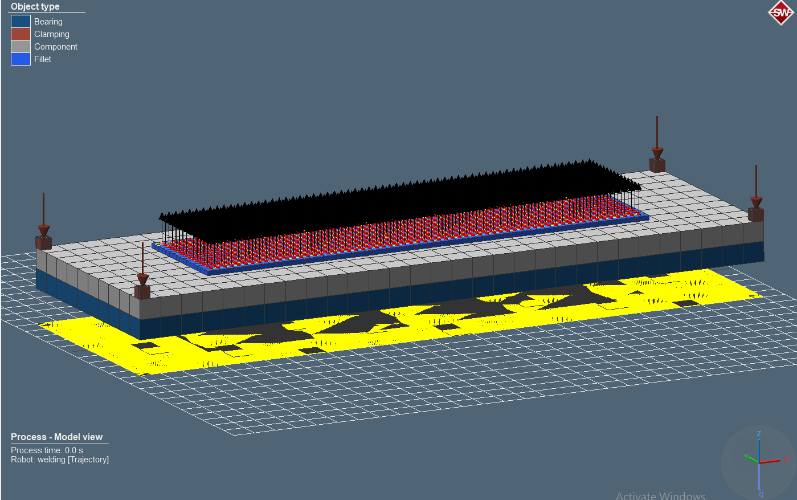 Object type
SW
Bearing
Clamping
Component
Fillet
Process - Model view
Process time: 0.0 s
Robot: welding [Trajectory]
Z
Activate Windows